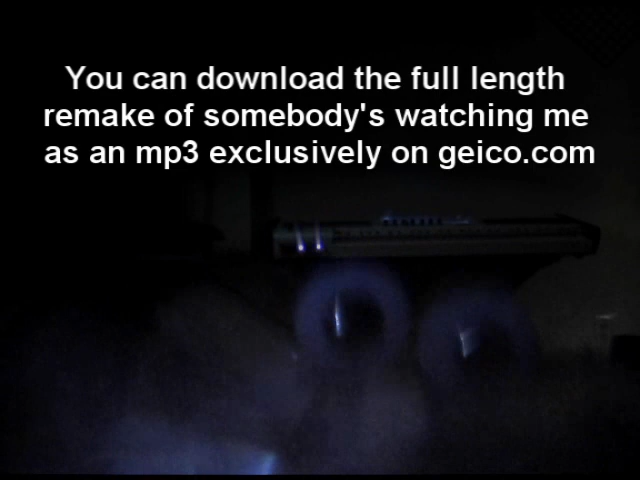 You can download the full length
remake of somebody's watching me
as an mp3 exclusively on geico.com